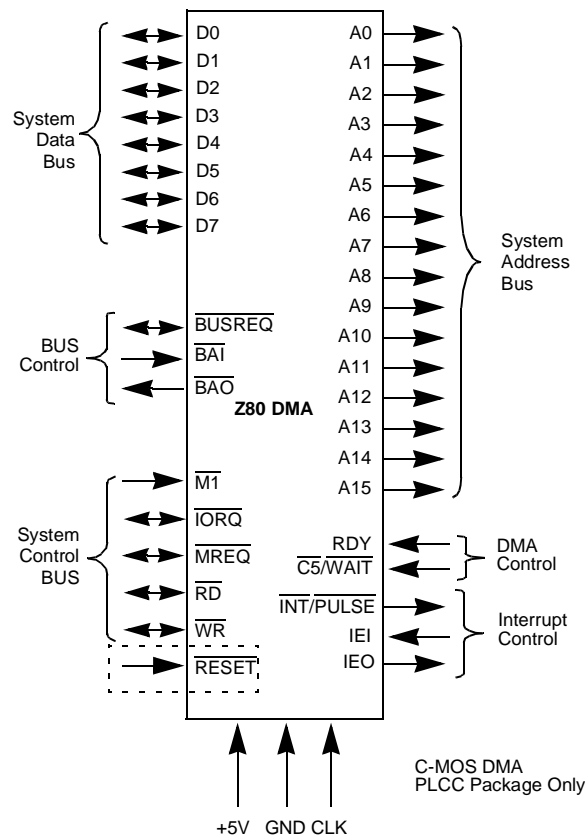 D0
D1
D2
D3
D4
D5
D6
D7
System
Data
Bus
BUSREQ
BAI
BAO
BUS
Control
Z80 DMA
M1
IORQ
MREQ
RD
WR
System
Control
BUS
RESET
A0
A1
A2
A3
A4
A5
A6
A7
A8
A9
A10
A11
A12
A13
A14
A15
System
Address
Bus
RDY
C5/WAIT
DMA
Control
INT/PULSE
IEI
IEO
Interrupt
Control
C-MOS DMA
PLCC Package Only
+5V GND CLK